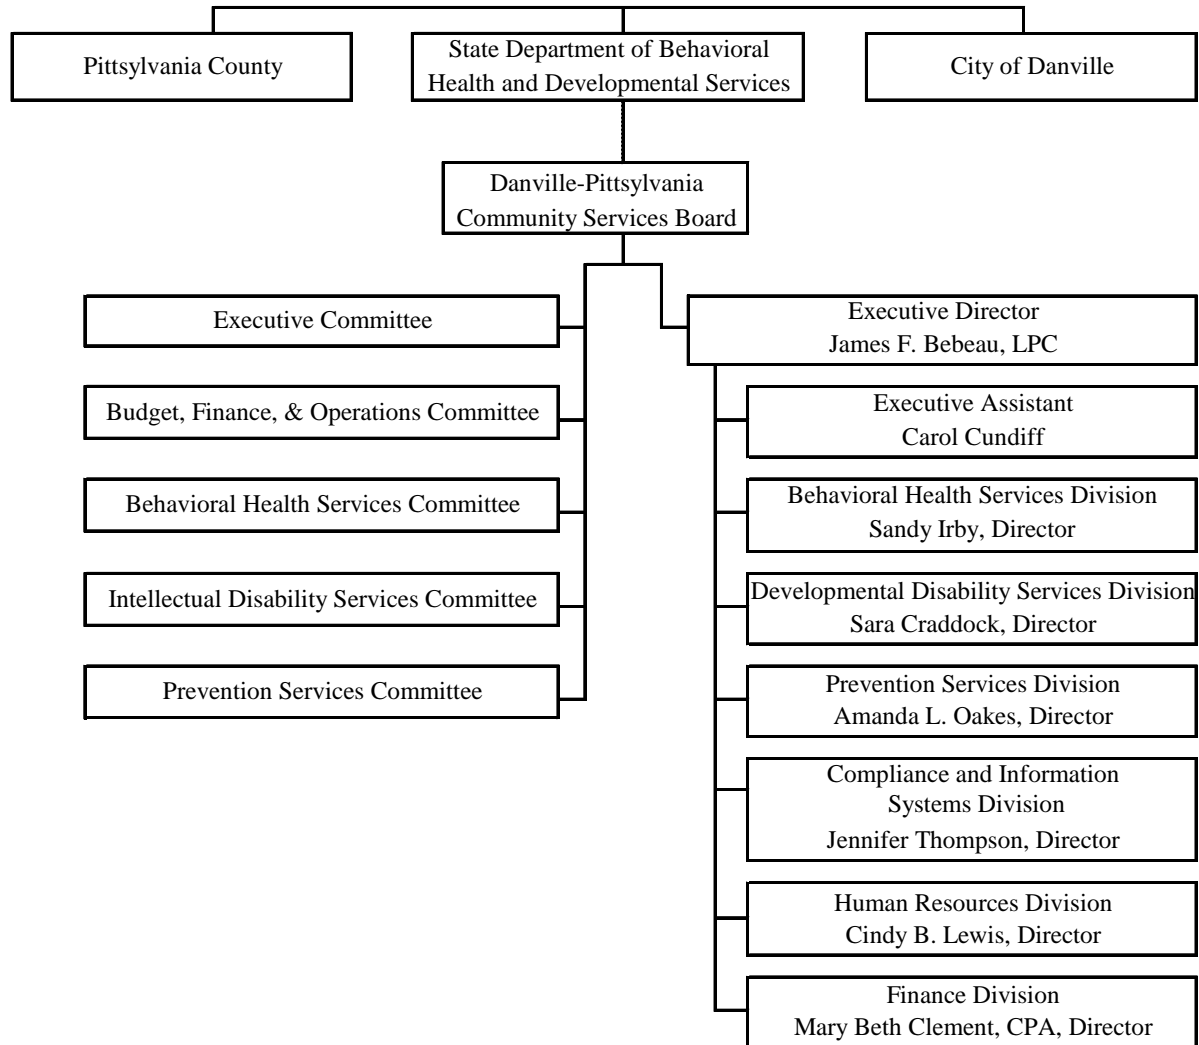 Pittsylvania County
State Department of Behavioral
Health and Developmental Services
City of Danville
Danville-Pittsylvania
Community Services Board
Executive Committee
Budget, Finance, & Operations Committee
Behavioral Health Services Committee
Intellectual Disability Services Committee
Prevention Services Committee
Executive Director
James F. Bebeau, LPC
Executive Assistant
Carol Cundiff
Behavioral Health Services Division
Sandy Irby, Director
Developmental Disability Services Division
Sara Craddock, Director
Prevention Services Division
Amanda L. Oakes, Director
Compliance and Information
Systems Division
Jennifer Thompson, Director
Human Resources Division
Cindy B. Lewis, Director
Finance Division
Mary Beth Clement, CPA, Director